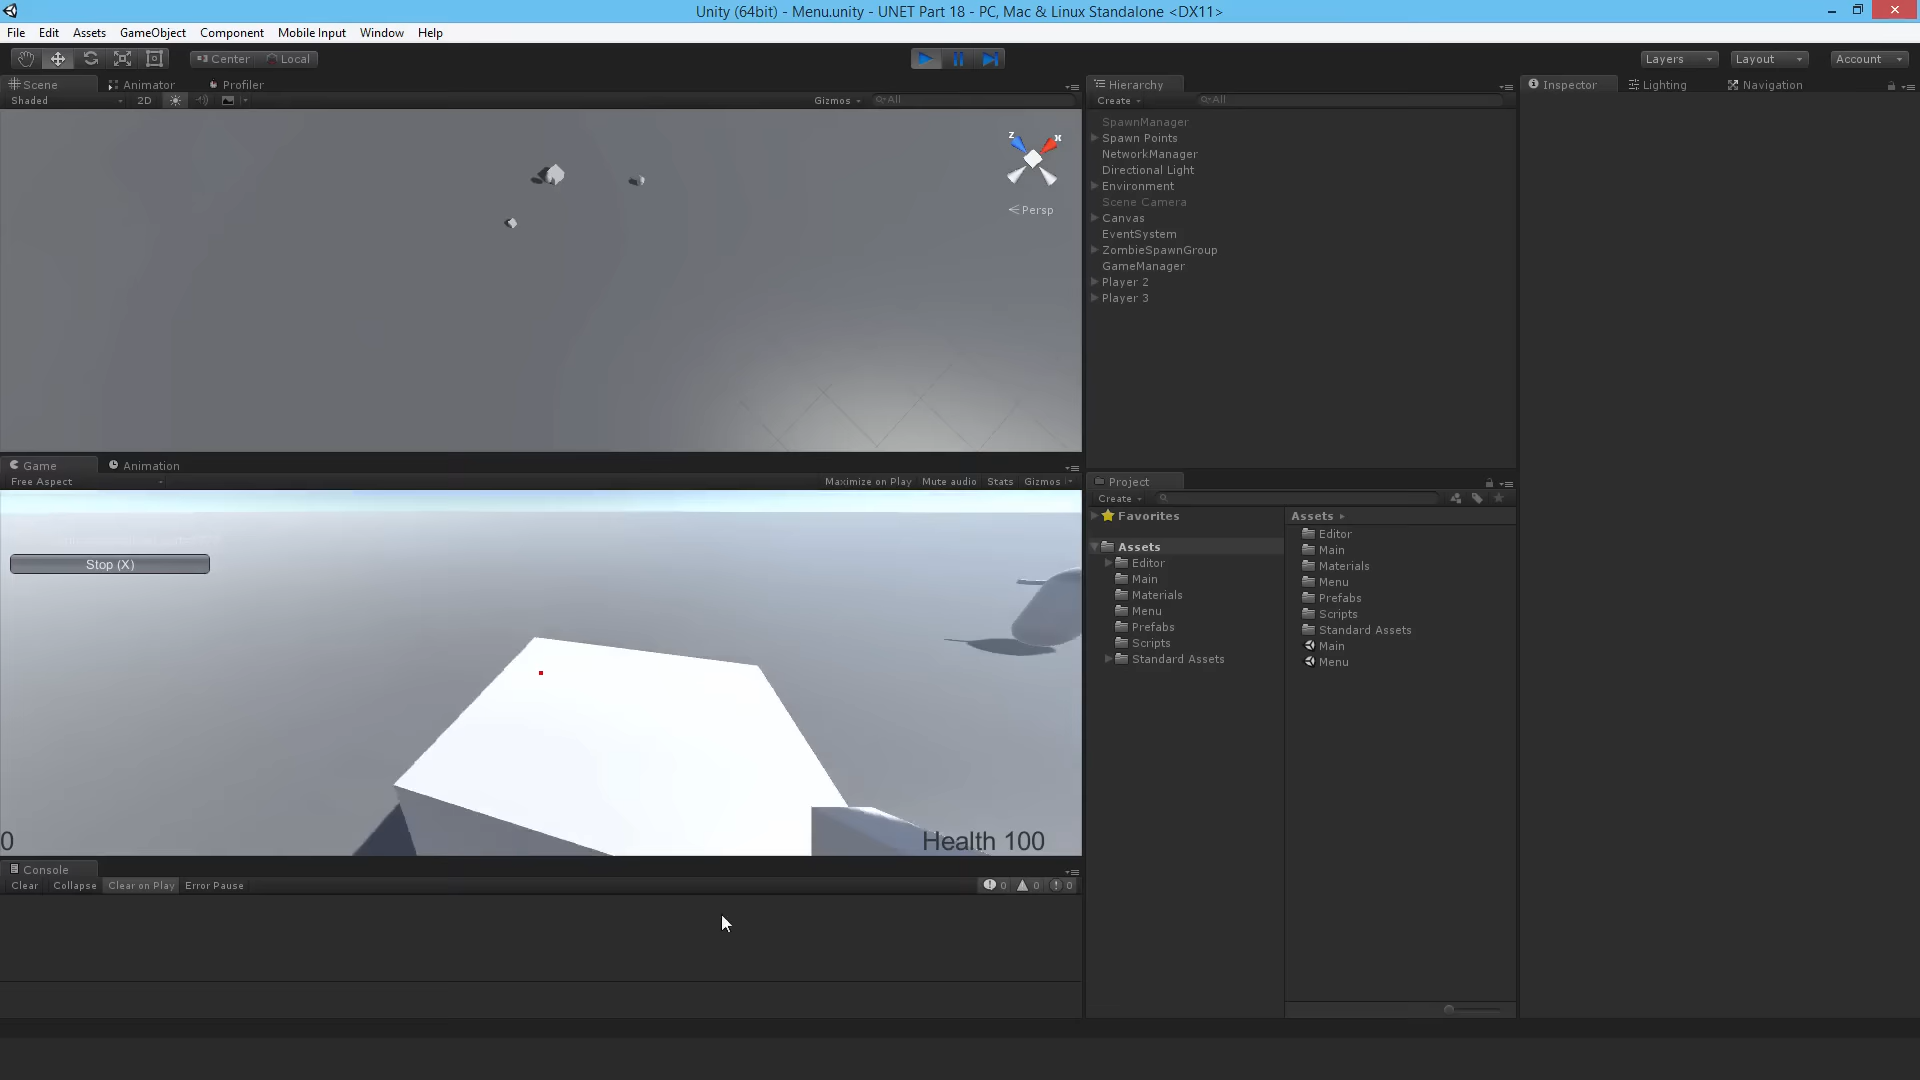 Unity (64bit) - Menu.unity - UNET Part 18 - PC, Mac & Linux Standalone <DX11>
File Edit Assets GameObject Component Mobile Input Window Help
Center Local
Layers Layout Account
Scene Animator Profiler
Shaded 2D Gizmos All
z x
Persp
Game Animation
Free Aspect Maximize on Play Mute audio Stats Gizmos
Stop (X)
0
Health 100
Console
Clear Collapse Clear on Play Error Pause 0 0 0
Hierarchy
Create All
SpawnManager
Spawn Points
NetworkManager
Directional Light
Environment
Scene Camera
Canvas
EventSystem
ZombieSpawnGroup
GameManager
Player 2
Player 3
Project
Create
Favorites
Assets
Editor
Main
Materials
Menu
Prefabs
Scripts
Standard Assets
Assets
Editor
Main
Materials
Menu
Prefabs
Scripts
Standard Assets
Main
Menu
Inspector Lighting Navigation